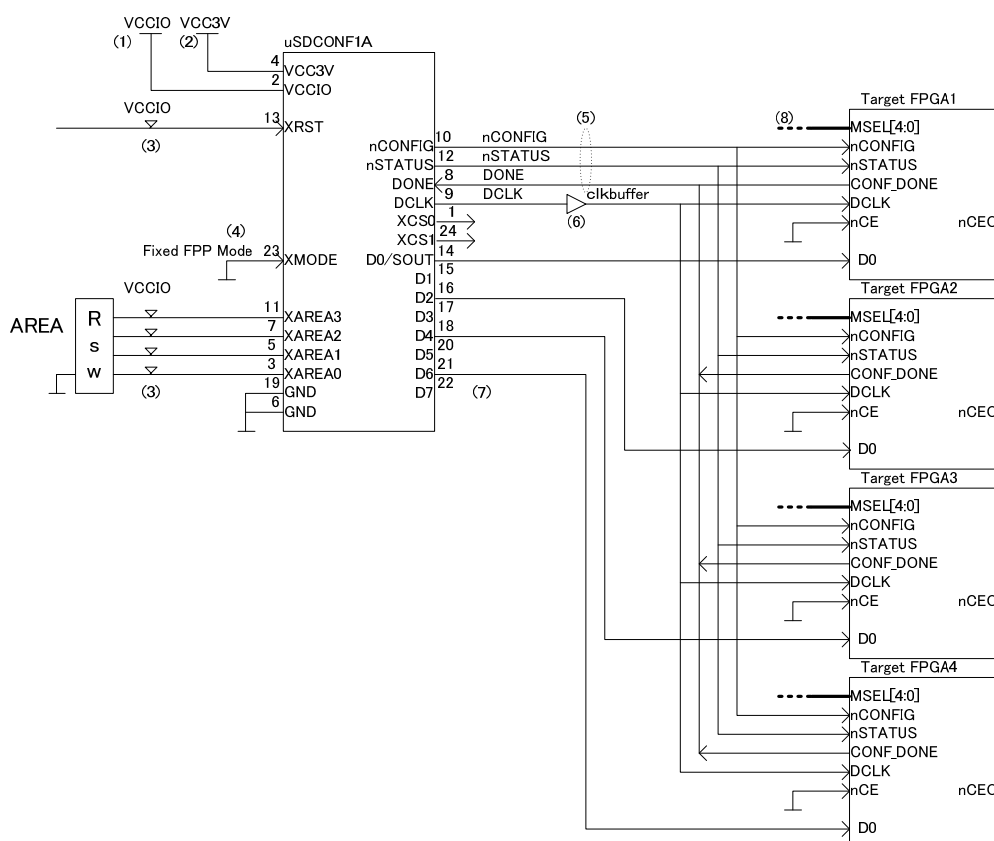 VCCIO
VCC3V
(1)
(2)
uSDCONF1A
4
VCC3V
2
VCCIO
VCCIO
13
XRST
(3)
nCONFIG
10
nCONFIG
nSTATUS
12
nSTATUS
DONE
8
DONE
DCLK
9
DCLK
(5)
clkbuffer
(6)
XCS0
1
XCS1
24
(4)
Fixed FPP Mode
23
XMODE
D0/SOUT
14
D1
15
D2
16
D3
17
D4
18
D5
20
D6
21
D7
22
(7)
VCCIO
AREA
R
s
w
11
XAREA3
7
XAREA2
5
XAREA1
3
XAREA0
(3)
19
GND
6
GND
Target FPGA1
(8)
MSEL[4:0]
nCONFIG
nSTATUS
CONF_DONE
DCLK
nCE
nCEO
D0
Target FPGA2
MSEL[4:0]
nCONFIG
nSTATUS
CONF_DONE
DCLK
nCE
nCEO
D0
Target FPGA3
MSEL[4:0]
nCONFIG
nSTATUS
CONF_DONE
DCLK
nCE
nCEO
D0
Target FPGA4
MSEL[4:0]
nCONFIG
nSTATUS
CONF_DONE
DCLK
nCE
nCEO
D0